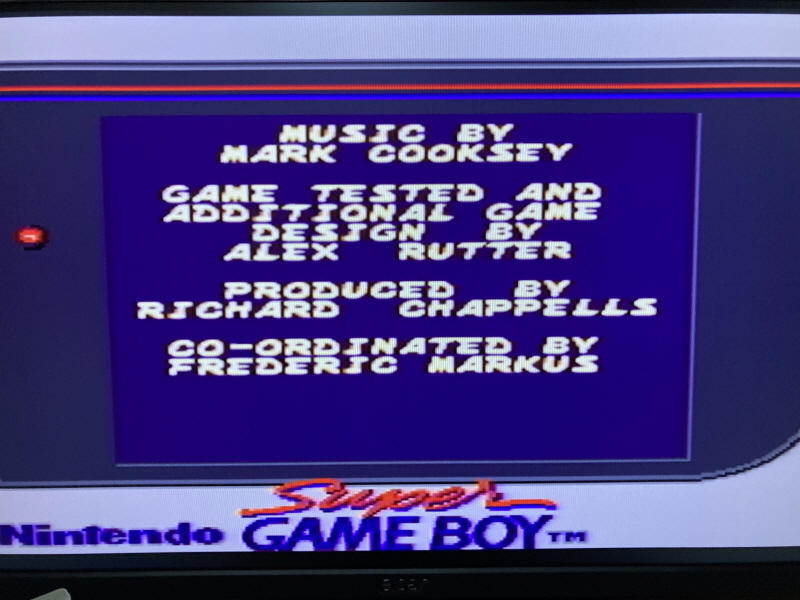 MUSIC BY
MARK COOKSEY
GAME TESTED AND
ADDITIONAL GAME
DESIGN BY
ALEX RUTTER
PRODUCED BY
RICHARD CHAPPELLS
CO-ORDINATED BY
FREDERIC MARKUS
Super
Nintendo GAME BOY™
acer